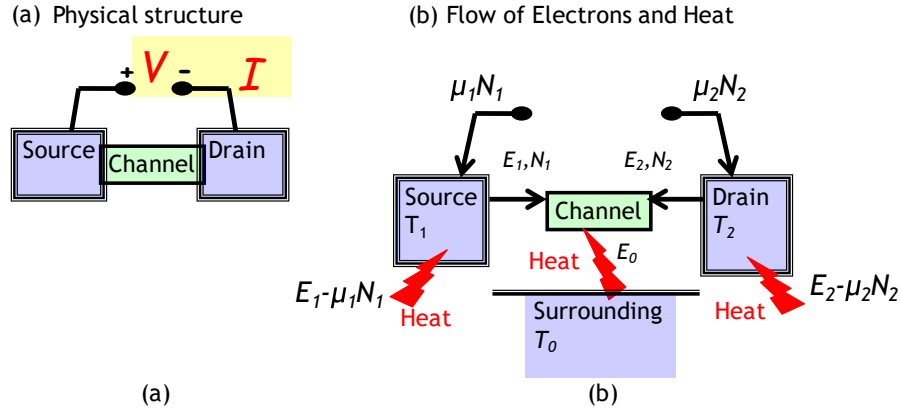 (a) Physical structure
+ V - I
Source
Channel
Drain
(a)
(b) Flow of Electrons and Heat
μ₁N₁
μ₂N₂
E₁,N₁
E₂,N₂
Source
T₁
Channel
Drain
T₂
Heat
E₀
E₁-μ₁N₁
Heat
E₂-μ₂N₂
Heat
Surrounding
T₀
(b)